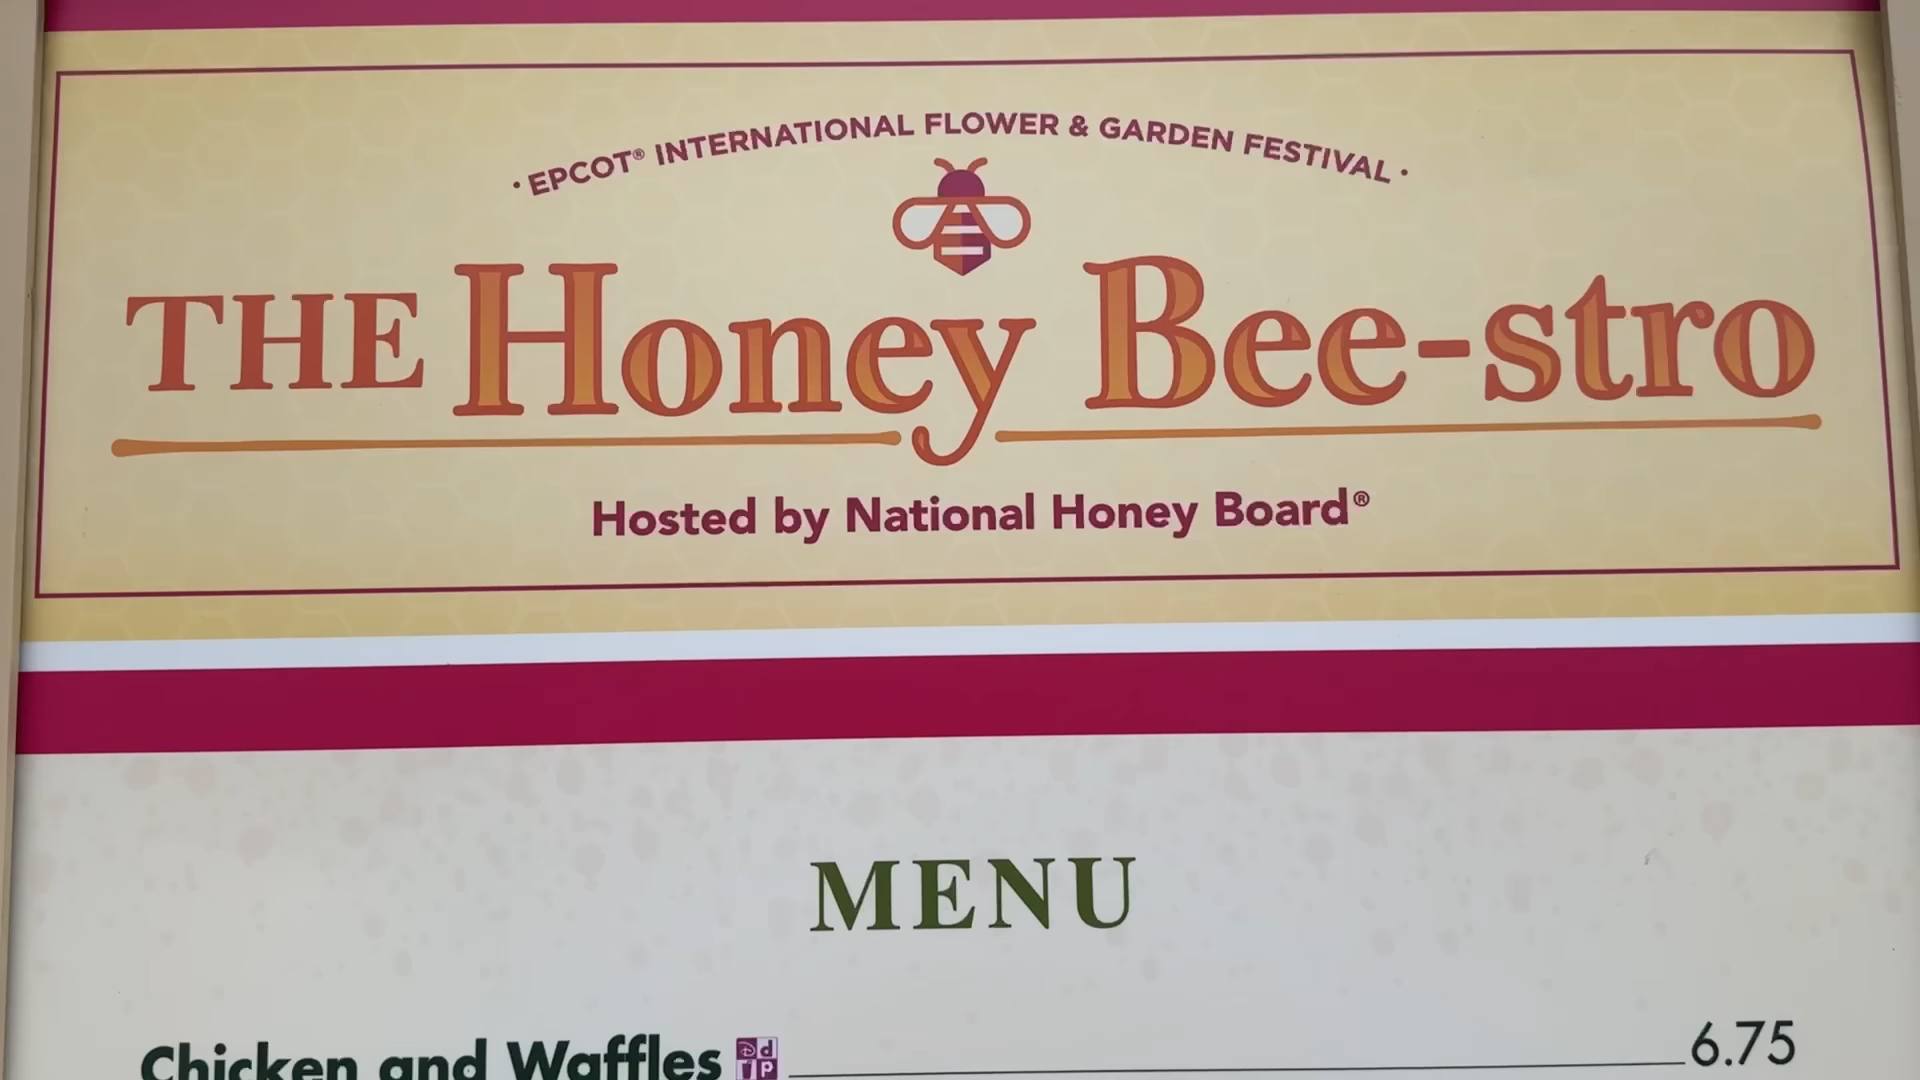 · EPCOT® INTERNATIONAL FLOWER & GARDEN FESTIVAL ·
THE Honey Bee-stro
Hosted by National Honey Board®
MENU
Chicken and Waffles D d i p 6.75